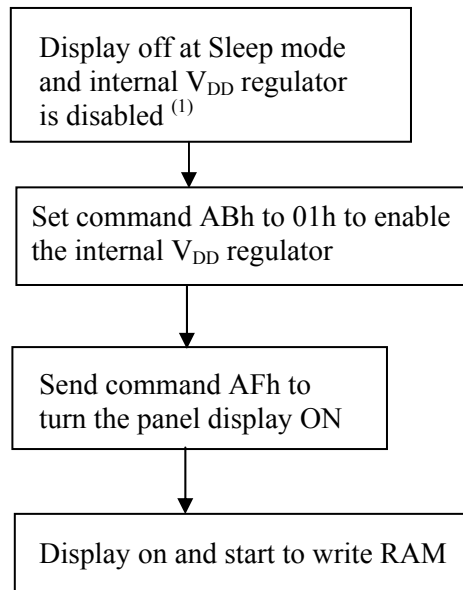 Display off at Sleep mode
and internal VDD regulator
is disabled (1)
Set command ABh to 01h to enable
the internal VDD regulator
Send command AFh to
turn the panel display ON
Display on and start to write RAM